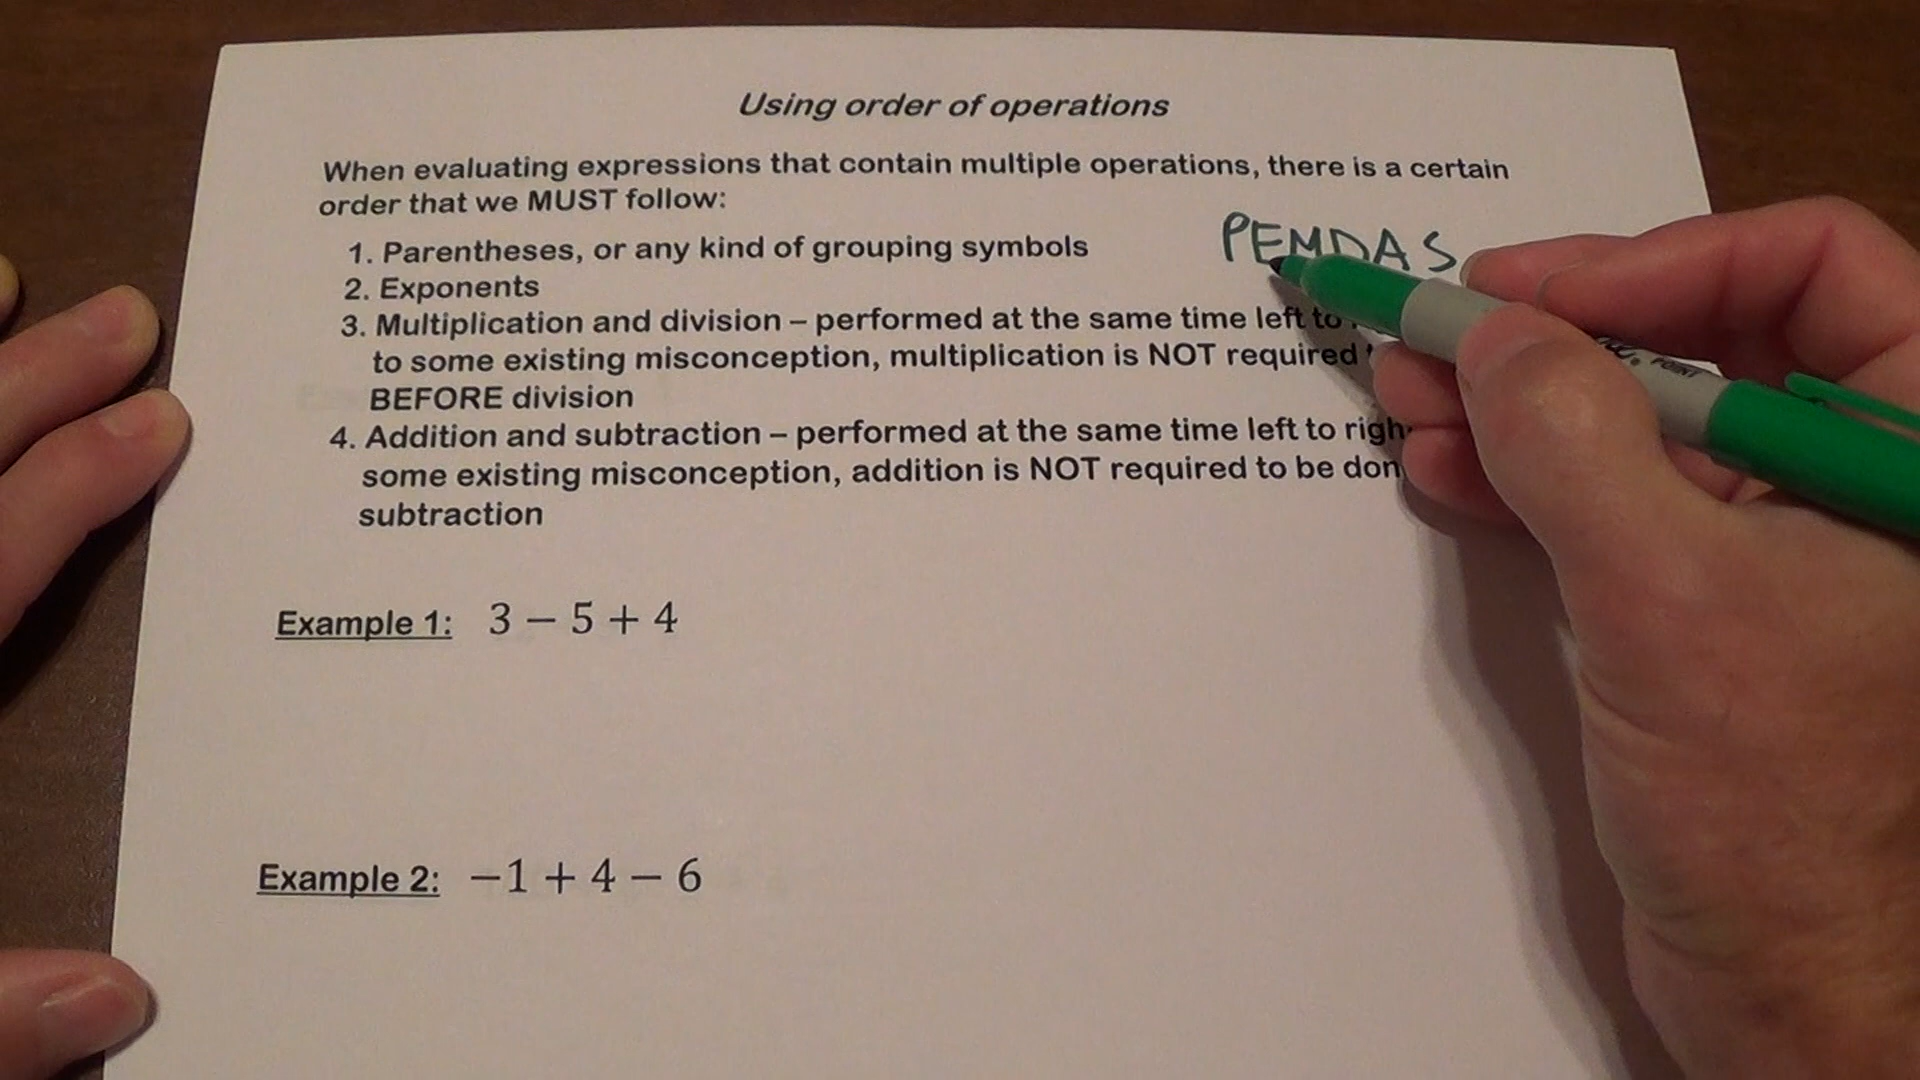 Using order of operations
When evaluating expressions that contain multiple operations, there is a certain
order that we MUST follow:
1. Parentheses, or any kind of grouping symbols
PEMDAS
2. Exponents
3. Multiplication and division – performed at the same time left to
to some existing misconception, multiplication is NOT required
BEFORE division
4. Addition and subtraction – performed at the same time left to
some existing misconception, addition is NOT required to be
subtraction
Example 1: 3 − 5 + 4
Example 2: −1 + 4 − 6
POINT